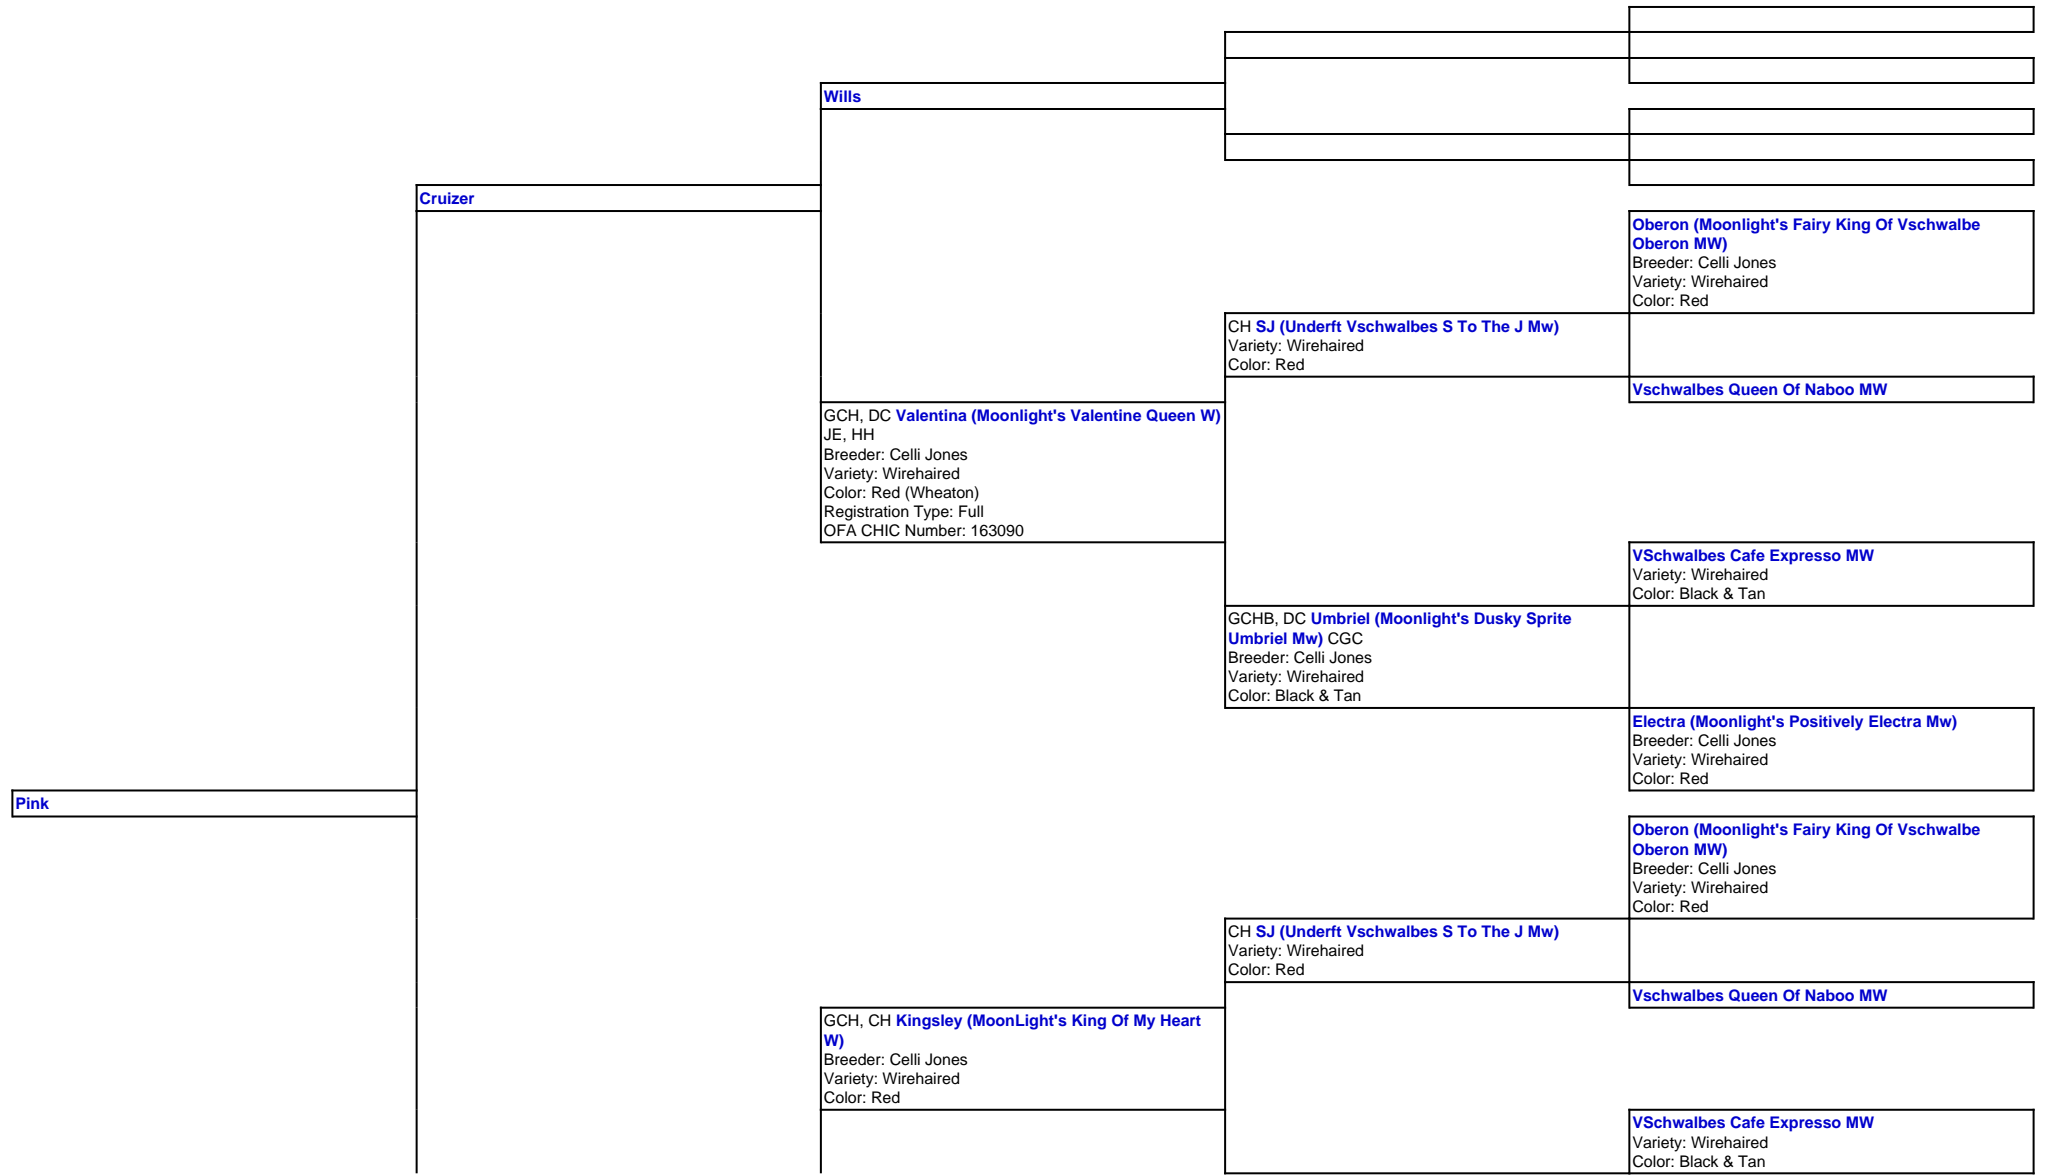 Wills
Cruizer
Oberon (Moonlight's Fairy King Of Vschwalbe
Oberon MW)
Breeder: Celli Jones
Variety: Wirehaired
Color: Red
CH SJ (Underft Vschwalbes S To The J Mw)
Variety: Wirehaired
Color: Red
Vschwalbes Queen Of Naboo MW
GCH, DC Valentina (Moonlight's Valentine Queen W)
JE, HH
Breeder: Celli Jones
Variety: Wirehaired
Color: Red (Wheaton)
Registration Type: Full
OFA CHIC Number: 163090
VSchwalbes Cafe Expresso MW
Variety: Wirehaired
Color: Black & Tan
GCHB, DC Umbriel (Moonlight's Dusky Sprite
Umbriel Mw) CGC
Breeder: Celli Jones
Variety: Wirehaired
Color: Black & Tan
Electra (Moonlight's Positively Electra Mw)
Breeder: Celli Jones
Variety: Wirehaired
Color: Red
Pink
Oberon (Moonlight's Fairy King Of Vschwalbe
Oberon MW)
Breeder: Celli Jones
Variety: Wirehaired
Color: Red
CH SJ (Underft Vschwalbes S To The J Mw)
Variety: Wirehaired
Color: Red
Vschwalbes Queen Of Naboo MW
GCH, CH Kingsley (MoonLight's King Of My Heart
W)
Breeder: Celli Jones
Variety: Wirehaired
Color: Red
VSchwalbes Cafe Expresso MW
Variety: Wirehaired
Color: Black & Tan